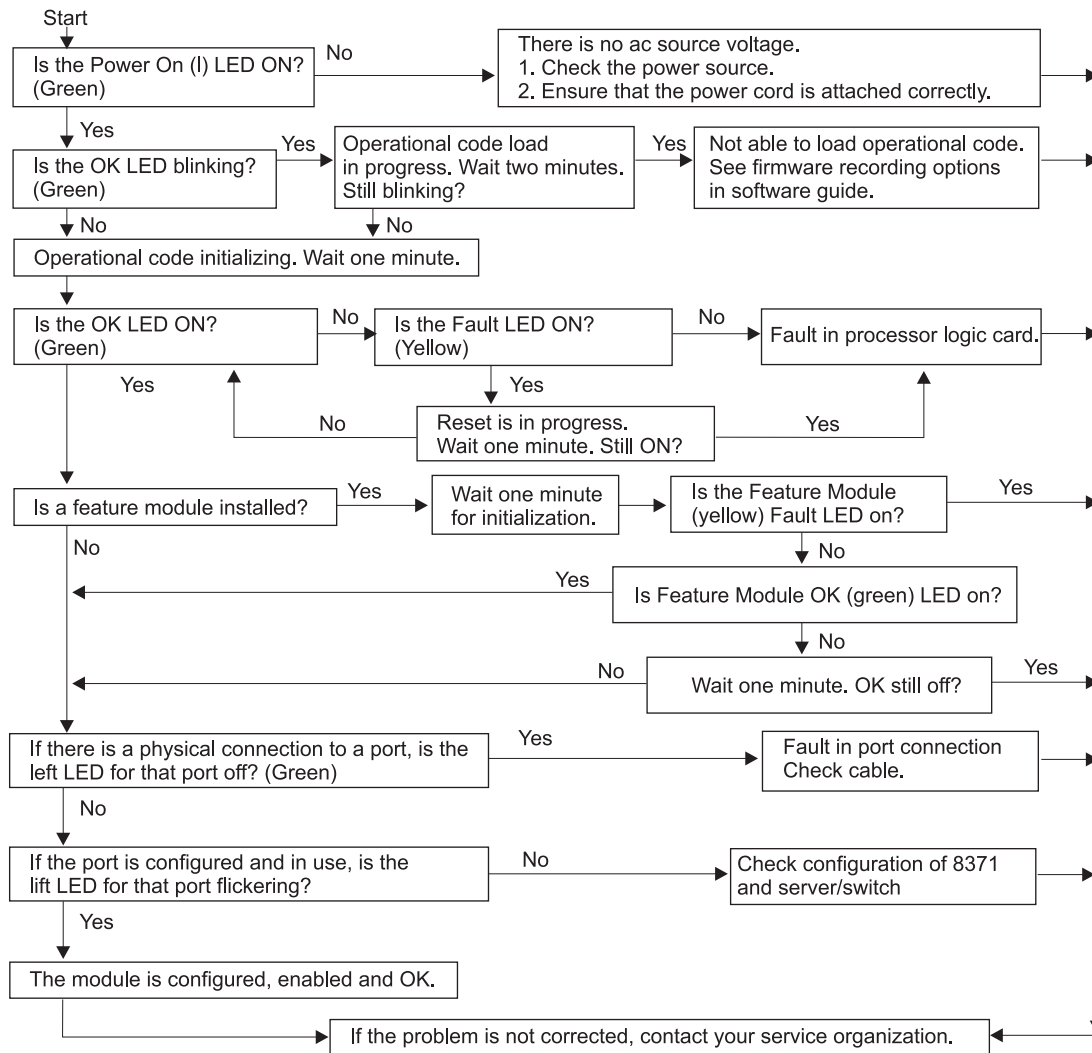 Start
Is the Power On (I) LED ON?
(Green)
No
There is no ac source voltage.
1. Check the power source.
2. Ensure that the power cord is attached correctly.
Yes
Is the OK LED blinking?
(Green)
Yes
Operational code load
in progress. Wait two minutes.
Still blinking?
Yes
Not able to load operational code.
See firmware recording options
in software guide.
No
No
Operational code initializing. Wait one minute.
Is the OK LED ON?
(Green)
No
Is the Fault LED ON?
(Yellow)
No
Fault in processor logic card.
Yes
Yes
No
Reset is in progress.
Wait one minute. Still ON?
Yes
Is a feature module installed?
Yes
Wait one minute
for initialization.
Is the Feature Module
(yellow) Fault LED on?
Yes
No
No
Yes
Is Feature Module OK (green) LED on?
No
No
Wait one minute. OK still off?
Yes
If there is a physical connection to a port, is the
left LED for that port off? (Green)
Yes
Fault in port connection
Check cable.
No
If the port is configured and in use, is the
lift LED for that port flickering?
No
Check configuration of 8371
and server/switch
Yes
The module is configured, enabled and OK.
If the problem is not corrected, contact your service organization.